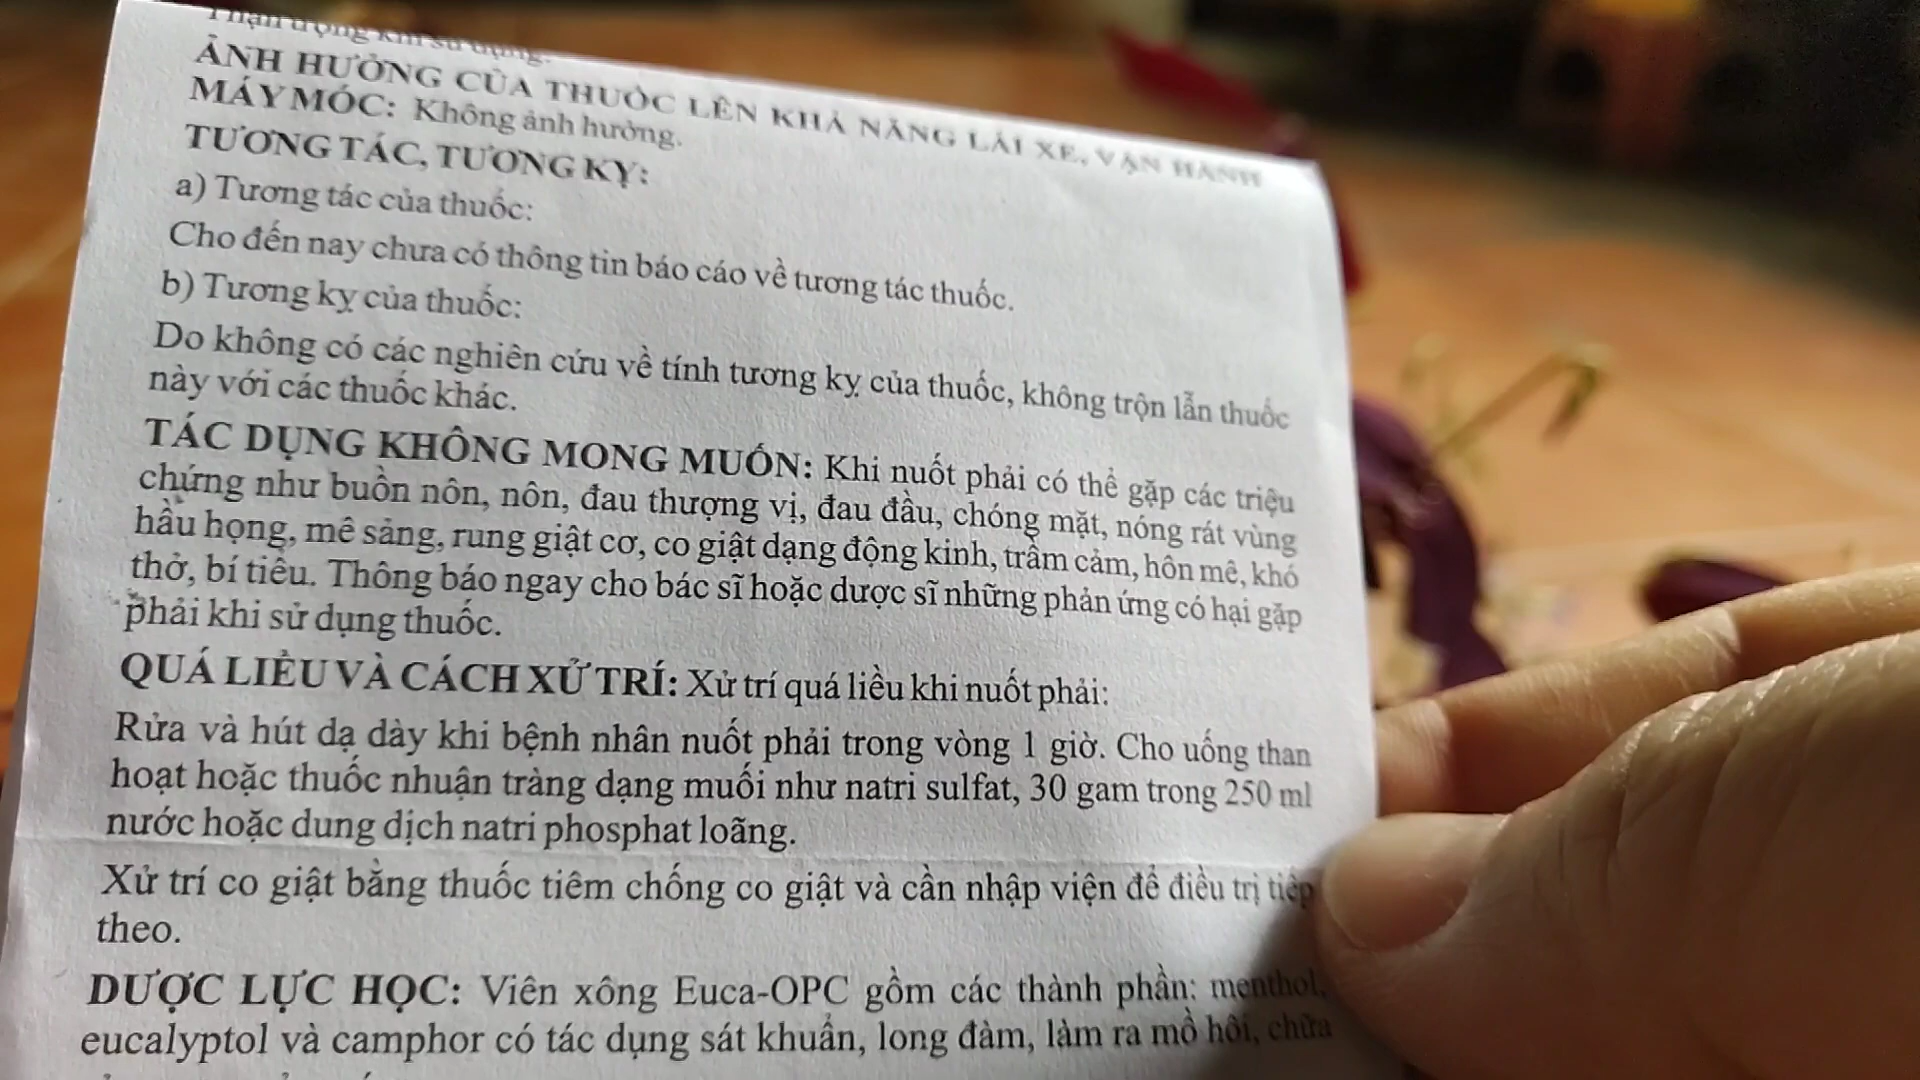 Thận trọng khi sử dụng.
ẢNH HƯỞNG CỦA THUỐC LÊN KHẢ NĂNG LÁI XE, VẬN HÀNH
MÁY MÓC: Không ảnh hưởng.
TƯƠNG TÁC, TƯƠNG KỴ:
a) Tương tác của thuốc:
Cho đến nay chưa có thông tin báo cáo về tương tác thuốc.
b) Tương kỵ của thuốc:
Do không có các nghiên cứu về tính tương kỵ của thuốc, không trộn lẫn thuốc
này với các thuốc khác.
TÁC DỤNG KHÔNG MONG MUỐN: Khi nuốt phải có thể gặp các triệu
chứng như buồn nôn, nôn, đau thượng vị, đau đầu, chóng mặt, nóng rát vùng
hầu họng, mê sảng, rung giật cơ, co giật dạng động kinh, trầm cảm, hôn mê, khó
thở, bí tiểu. Thông báo ngay cho bác sĩ hoặc dược sĩ những phản ứng có hại gặp
phải khi sử dụng thuốc.
QUÁ LIỀU VÀ CÁCH XỬ TRÍ: Xử trí quá liều khi nuốt phải:
Rửa và hút dạ dày khi bệnh nhân nuốt phải trong vòng 1 giờ. Cho uống than
hoạt hoặc thuốc nhuận tràng dạng muối như natri sulfat, 30 gam trong 250 ml
nước hoặc dung dịch natri phosphat loãng.
Xử trí co giật bằng thuốc tiêm chống co giật và cần nhập viện để điều trị tiếp
theo.
DƯỢC LỰC HỌC: Viên xông Euca-OPC gồm các thành phần: menthol,
eucalyptol và camphor có tác dụng sát khuẩn, long đàm, làm ra mồ hôi, chữa